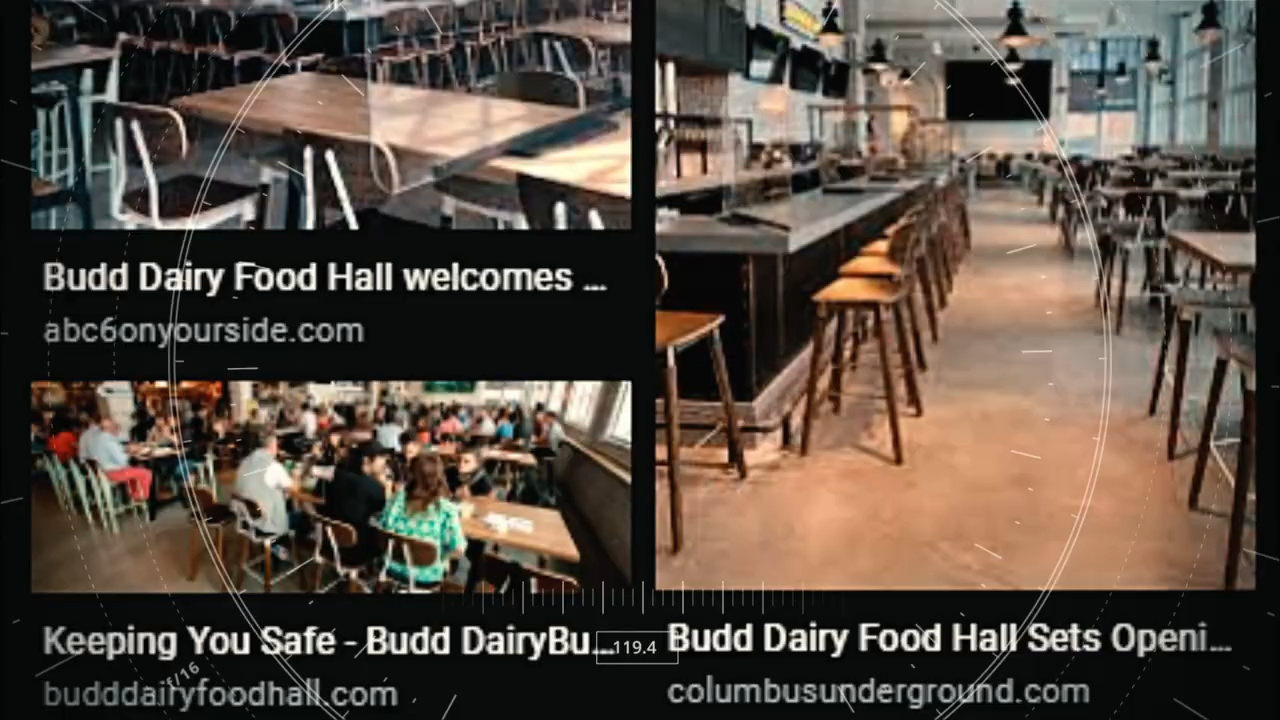 Budd Dairy Food Hall welcomes ...
abc6onyourside.com
Keeping You Safe - Budd DairyBu...
budddairyfoodhall.com
119.4
Budd Dairy Food Hall Sets Openi...
columbusunderground.com
f/16